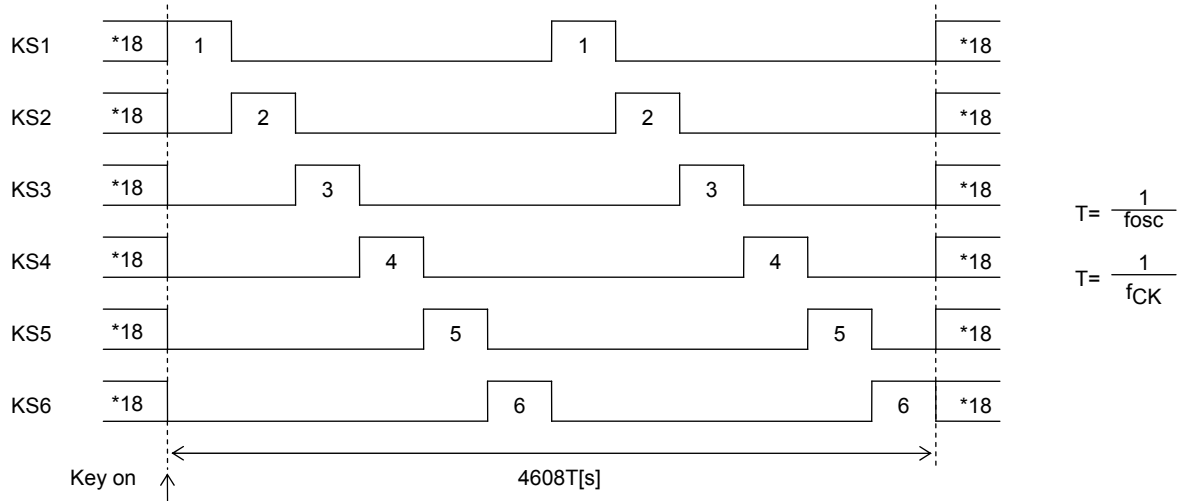 KS1 *18 1 1 *18
KS2 *18 2 2 *18
KS3 *18 3 3 *18
T= 1/fosc
KS4 *18 4 4 *18
T= 1/fCK
KS5 *18 5 5 *18
KS6 *18 6 6 *18
Key on 4608T[s]